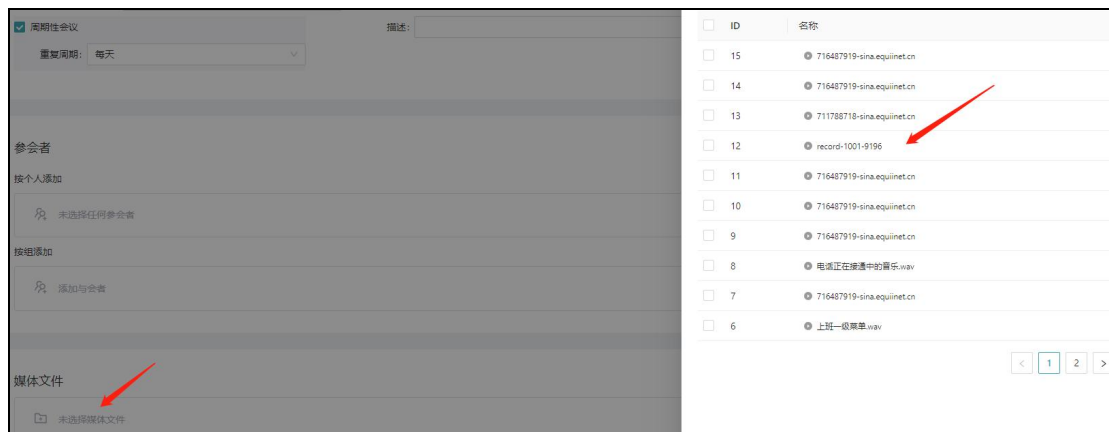 周期性会议
描述:
重复周期: 每天
参会者
按个人添加
未选择任何参会者
按组添加
添加与会者
媒体文件
未选择媒体文件
ID 名称
15 716487919-sina.equiinet.cn
14 716487919-sina.equiinet.cn
13 711788718-sina.equiinet.cn
12 record-1001-9196
11 716487919-sina.equiinet.cn
10 716487919-sina.equiinet.cn
9 716487919-sina.equiinet.cn
8 电话正在接通中的音乐.wav
7 716487919-sina.equiinet.cn
6 上班一级菜单.wav
< 1 2 >